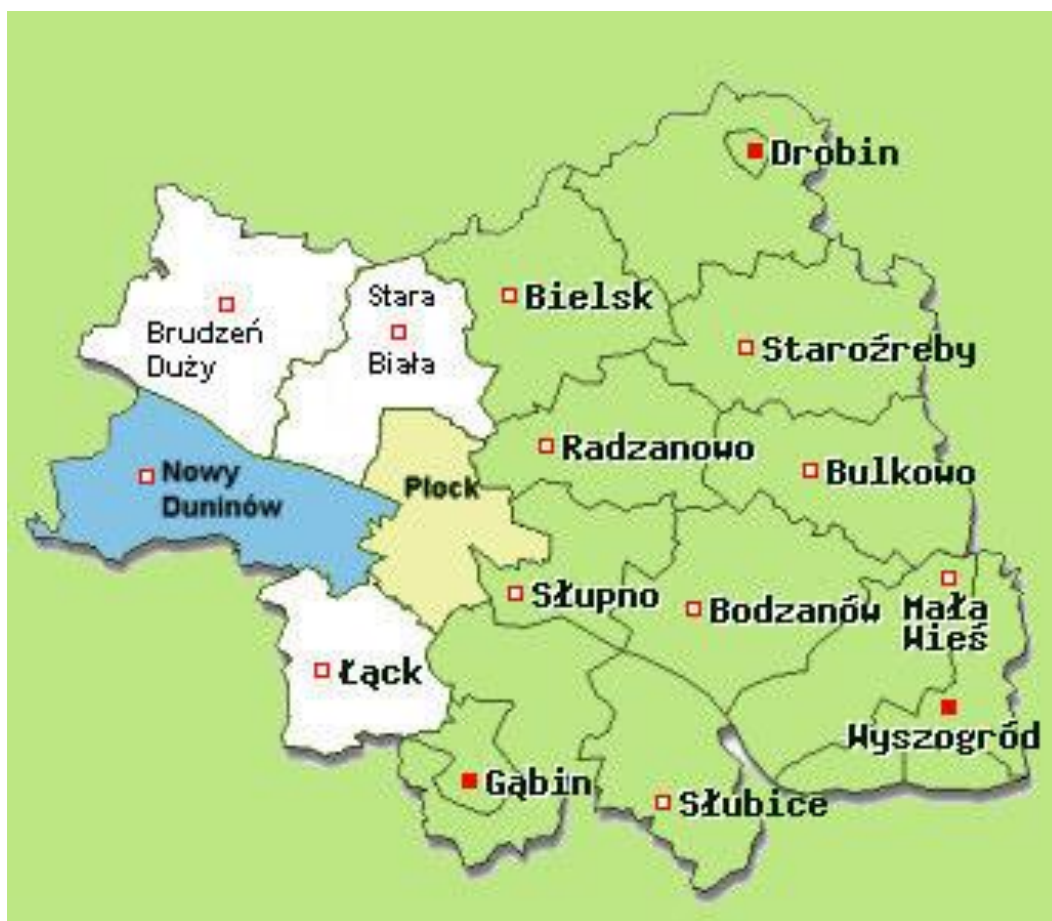 Drobin
Bielsk
Stara
Biała
Brudzeń
Duży
Staroźreby
Radzanowo
Bulkowo
Nowy
Duninów
Plock
Słupno
Bodzanów
Mała
Wieś
Łąck
Wyszogród
Gąbin
Słubice